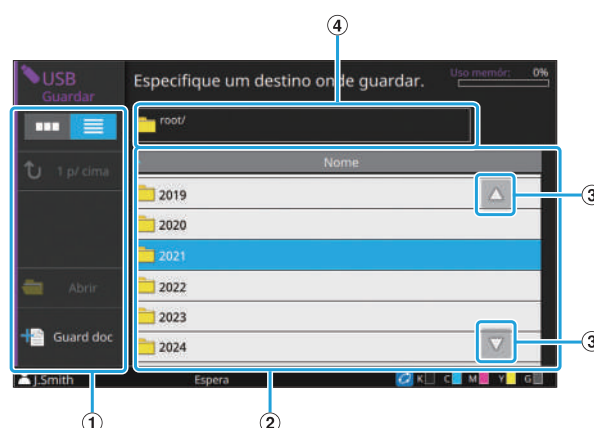 ④
USB
Guardar
Especifique um destino onde guardar.
Uso memór: 0%
root/
1 p/ cima
Nome
2019
③
2020
2021
Abrir
2022
2023
Guard doc
2024
③
J.Smith
Espera
K C M Y G
①
②